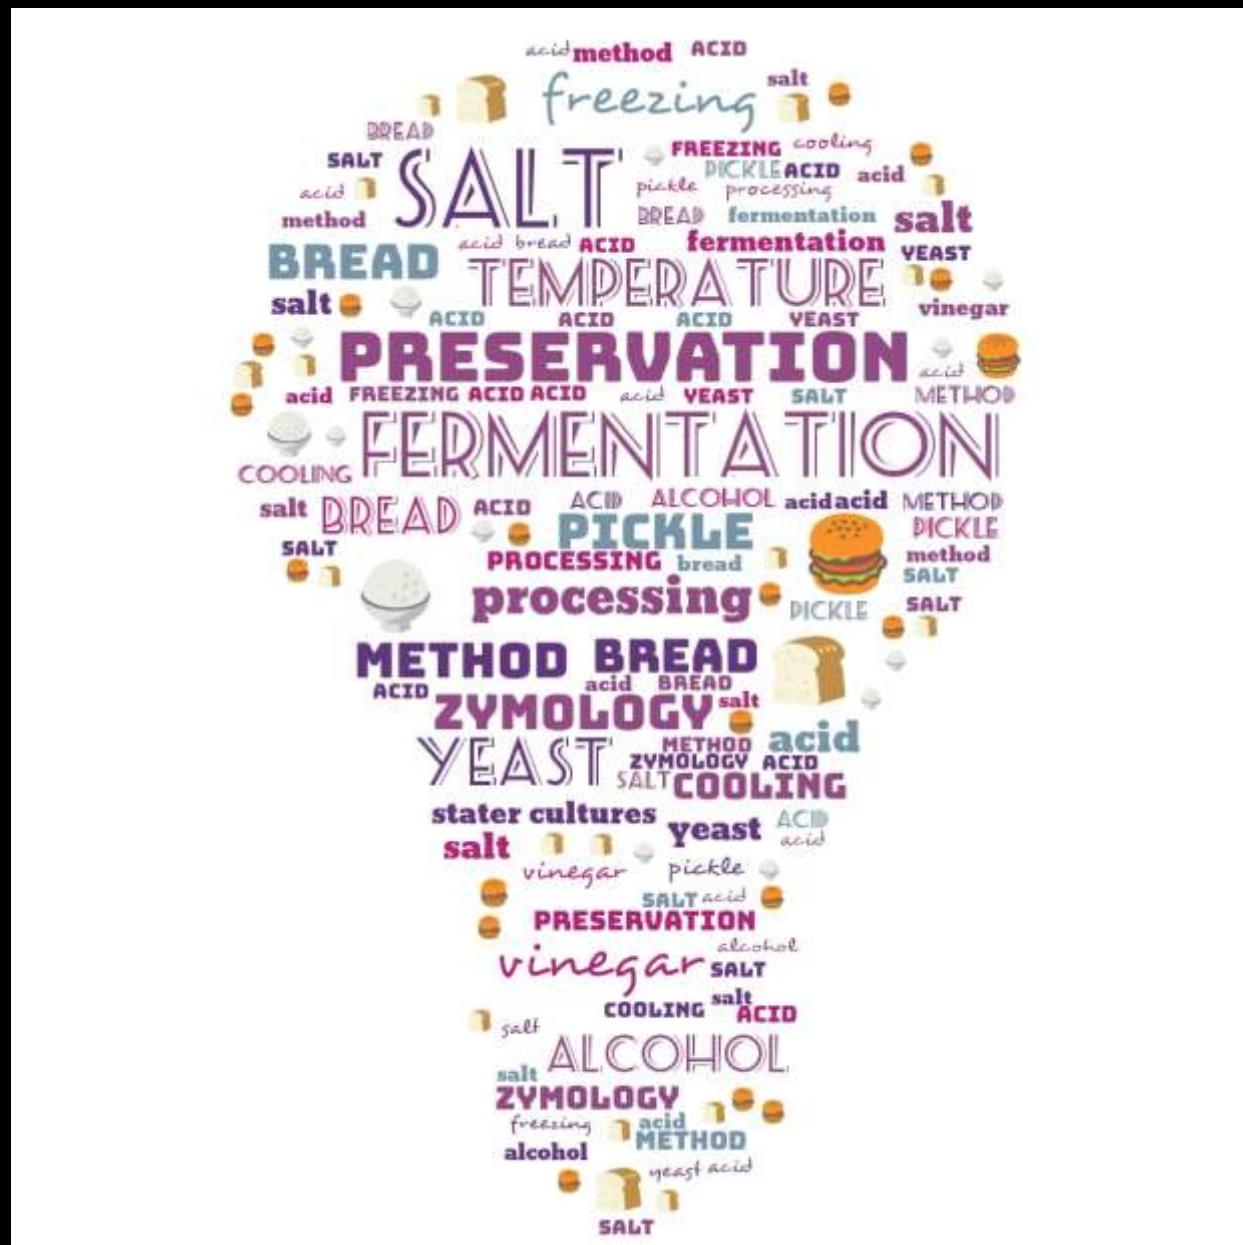 acid method ACID
freezing salt
BREAD
SALT SALT FREEZING cooling
PICKLE ACID acid
acid pickle processing
method BREAD fermentation salt
acid bread ACID fermentation
BREAD TEMPERATURE YEAST
salt vinegar
ACID ACID ACID YEAST
PRESERVATION
acid
acid FREEZING ACID ACID acid YEAST SALT METHOD
FERMENTATION
COOLING
salt BREAD ACID ACID ALCOHOL acid acid METHOD
PICKLE PICKLE
SALT
PROCESSING bread method
SALT
processing PICKLE SALT
METHOD BREAD
ACID acid BREAD
ZYMOLOGY salt
YEAST METHOD acid
ZYMOLOGY ACID
SALT COOLING
stater cultures yeast ACID
salt acid
vinegar pickle
SALT acid
PRESERVATION
alcohol
vinegar SALT
COOLING salt
ACID
salt
ALCOHOL
salt
ZYMOLOGY
freezing acid
METHOD
alcohol
yeast acid
SALT